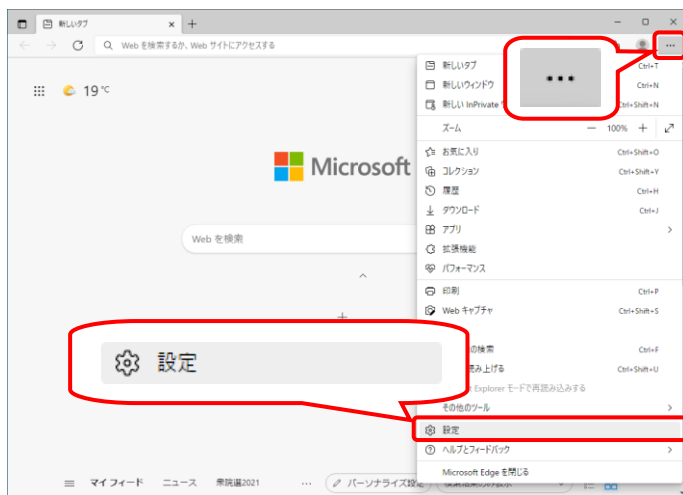 新しいタブ
Web を検索するか、Web サイトにアクセスする
19 ℃
Microsoft
Web を検索
新しいタブ Ctrl+T
新しいウィンドウ Ctrl+N
新しい InPrivate Ctrl+Shift+N
ズーム 100%
お気に入り Ctrl+Shift+O
コレクション Ctrl+Shift+Y
履歴 Ctrl+H
ダウンロード Ctrl+J
アプリ
拡張機能
パフォーマンス
印刷 Ctrl+P
Web キャプチャ Ctrl+Shift+S
の検索 Ctrl+F
読み上げる Ctrl+Shift+U
Explorer モードで再読み込みする
その他のツール
設定
設定
ヘルプとフィードバック
Microsoft Edge を閉じる
マイ フィード ニュース 衆院選2021 ... パーソナライズ設定